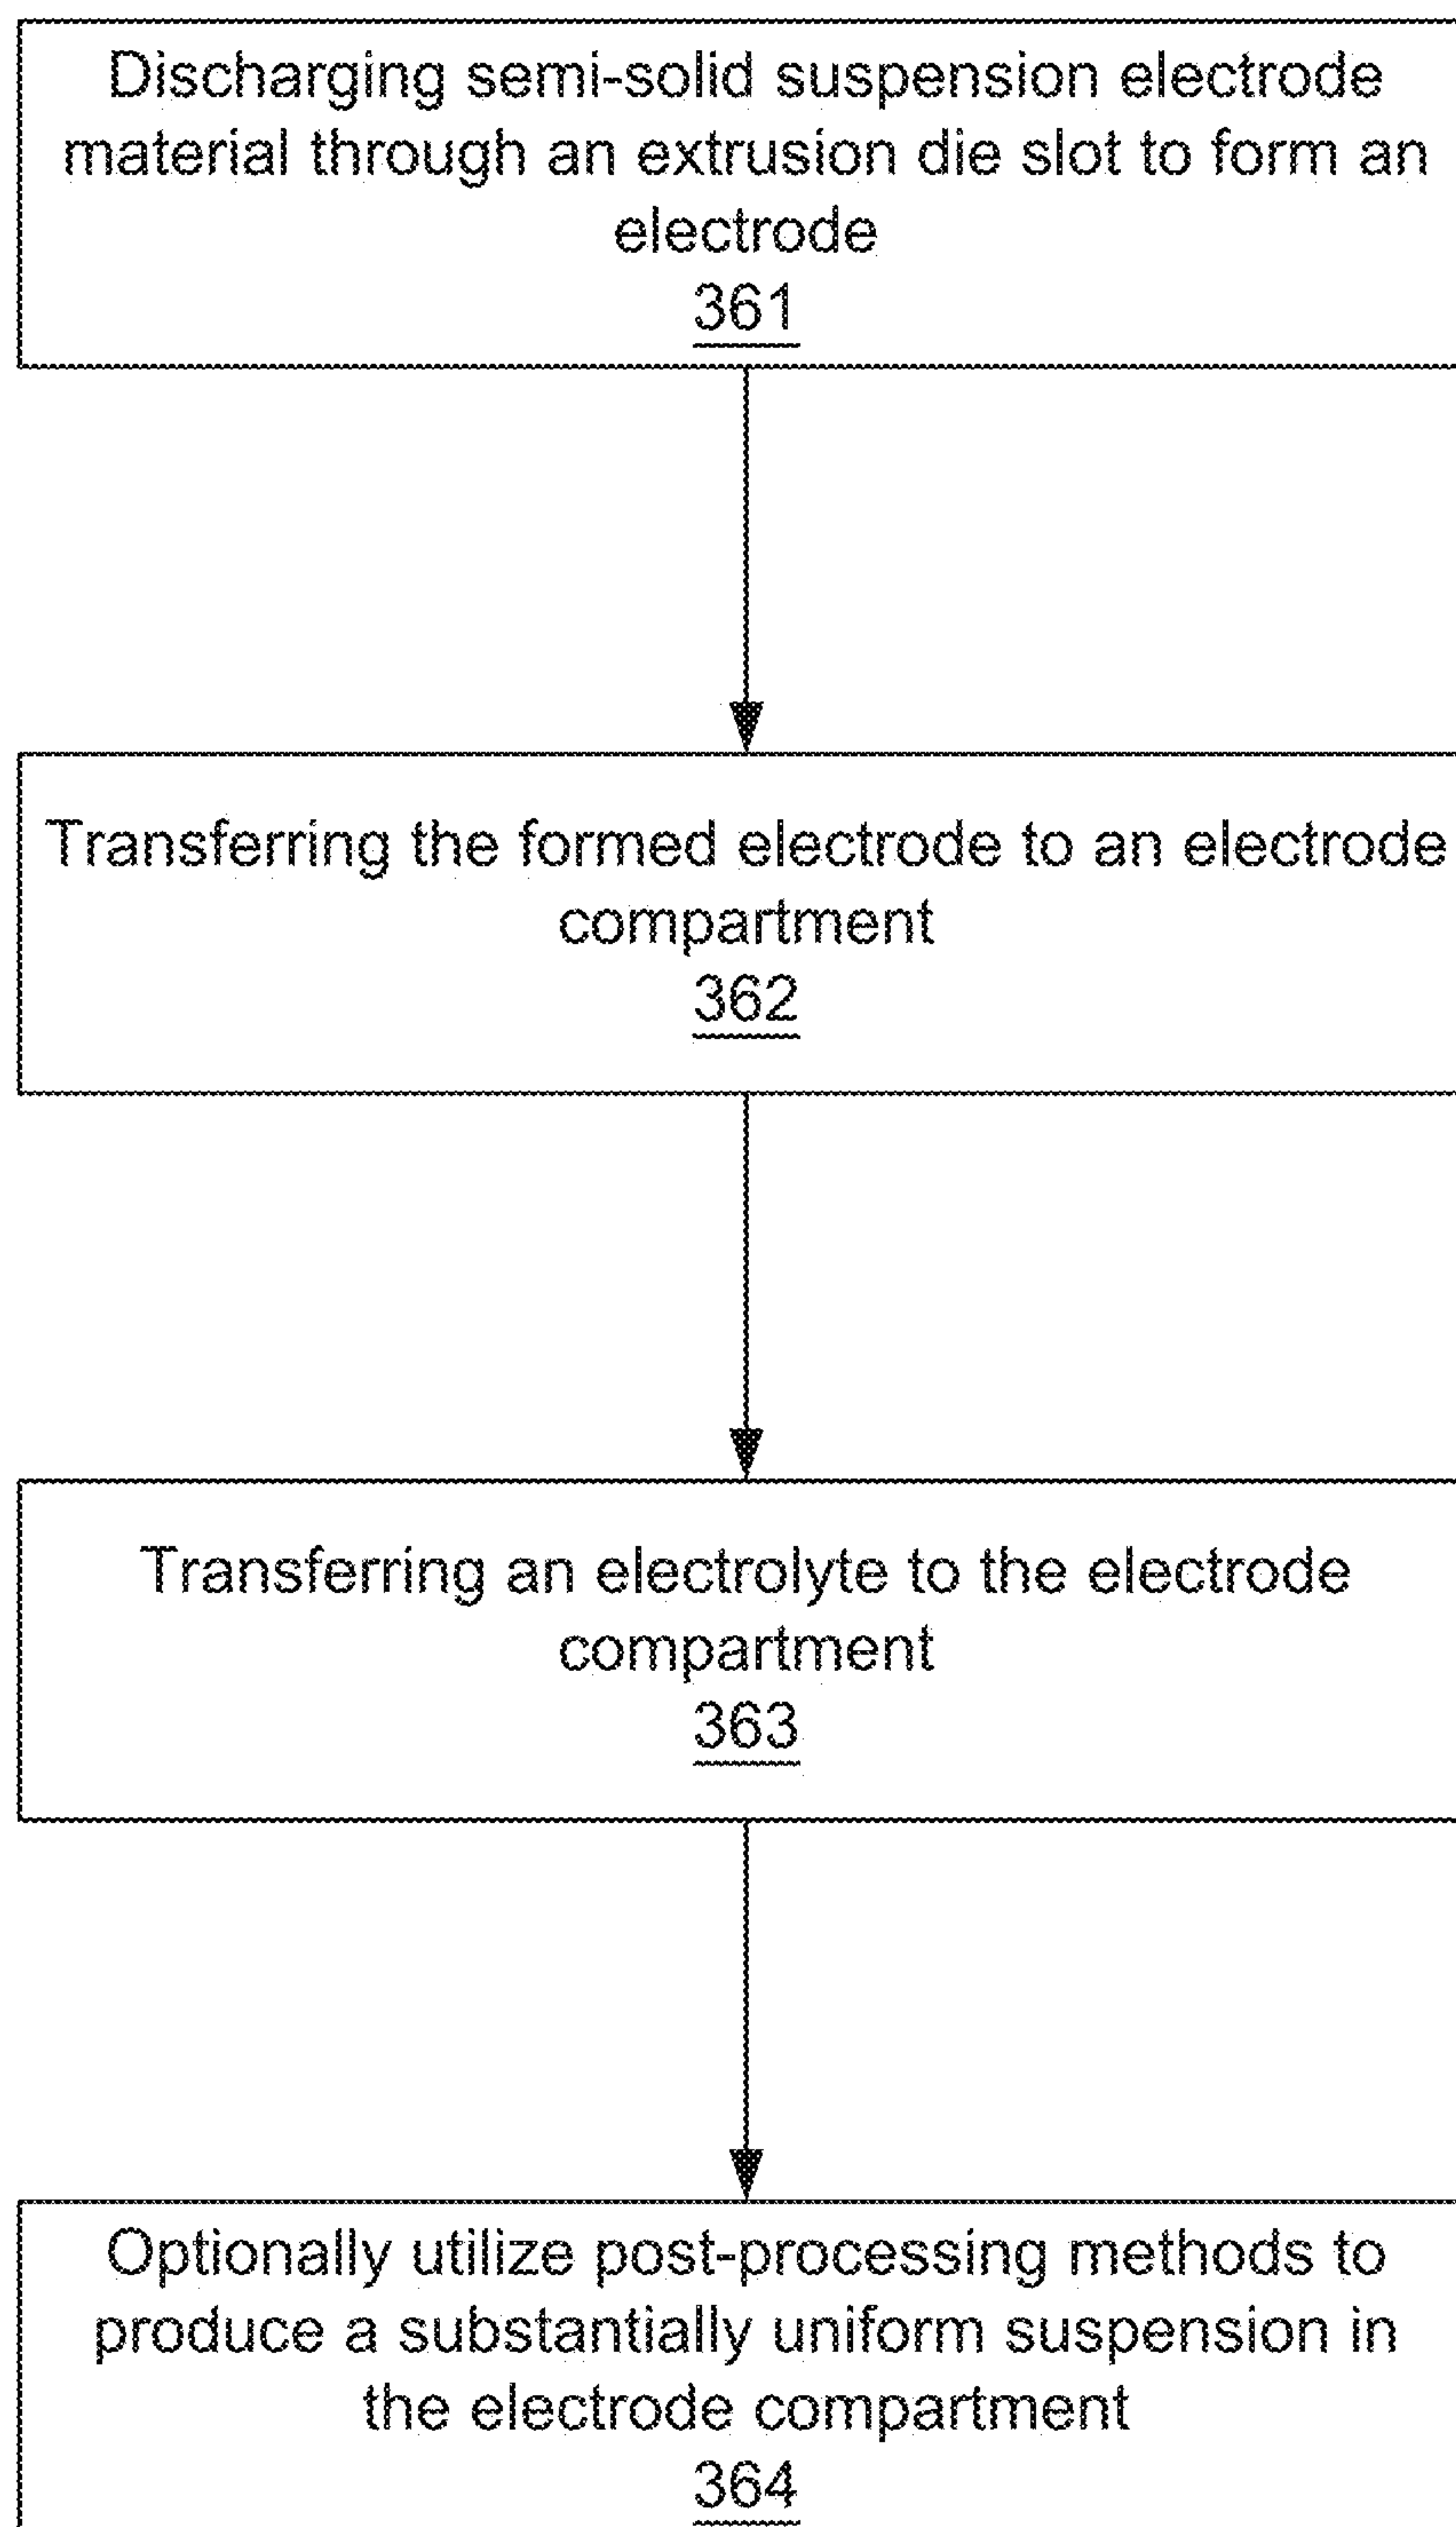 Discharging semi-solid suspension electrode
material through an extrusion die slot to form an
electrode
361
Transferring the formed electrode to an electrode
compartment
362
Transferring an electrolyte to the electrode
compartment
363
Optionally utilize post-processing methods to
produce a substantially uniform suspension in
the electrode compartment
364